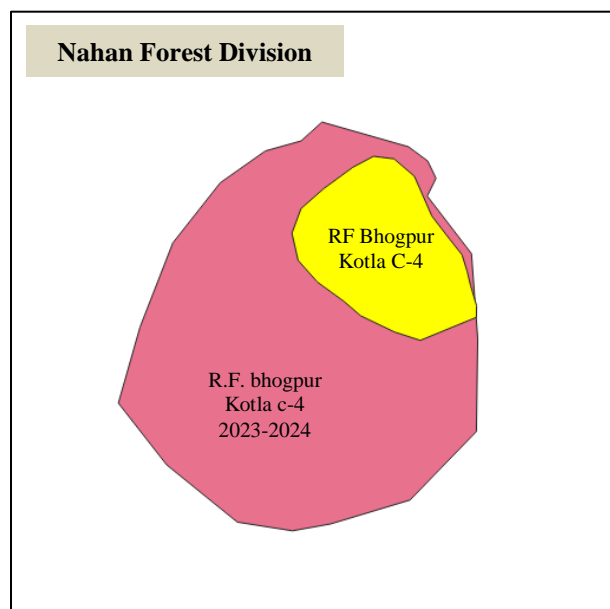 Nahan Forest Division
RF Bhogpur
Kotla C-4
R.F. bhogpur
Kotla c-4
2023-2024